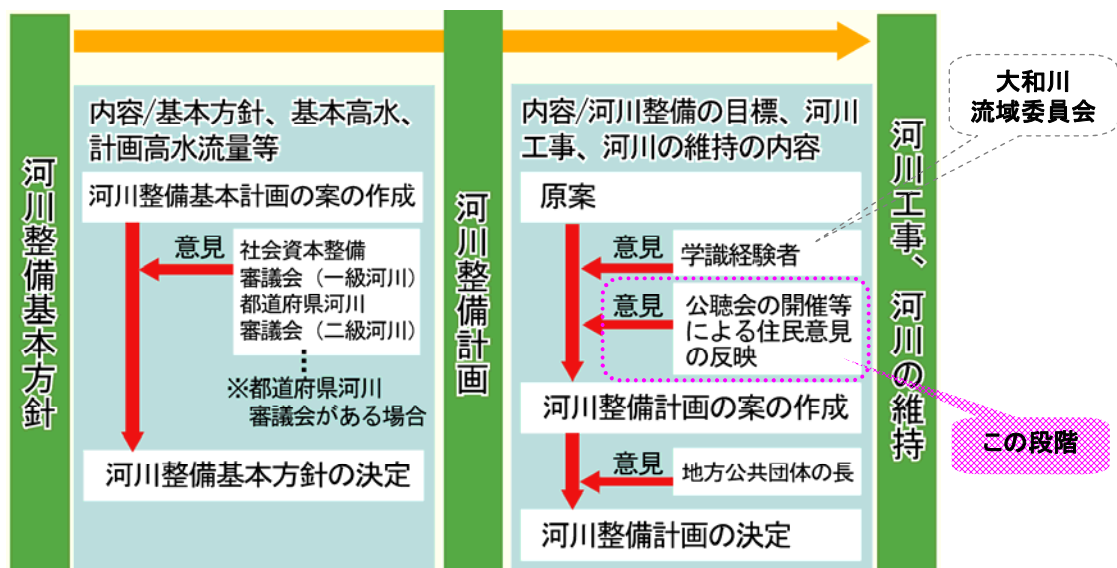 河川整備基本方針
内容/基本方針、基本高水、
計画高水流量等
河川整備基本計画の案の作成
意見
社会資本整備
審議会（一級河川）
都道府県河川
審議会（二級河川）
※都道府県河川
審議会がある場合
河川整備基本方針の決定
河川整備計画
内容/河川整備の目標、河川
工事、河川の維持の内容
原案
意見
学識経験者
意見
公聴会の開催等
による住民意見
の反映
河川整備計画の案の作成
意見
地方公共団体の長
河川整備計画の決定
河川工事、河川の維持
大和川
流域委員会
この段階